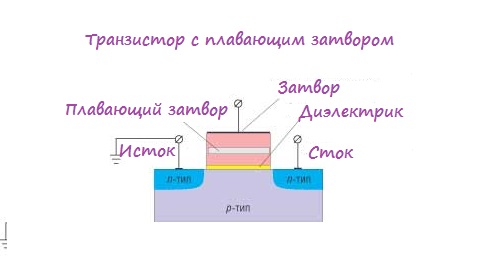 Транзистор с плавающим затвором
Затвор
Плавающий затвор
Диэлектрик
Исток
Сток
n-тип
n-тип
p-тип